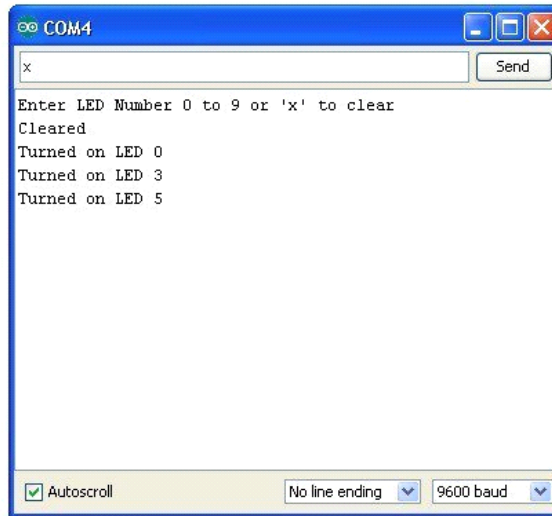 COM4
x
Send
Enter LED Number 0 to 9 or 'x' to clear
Cleared
Turned on LED 0
Turned on LED 3
Turned on LED 5
Autoscroll
No line ending
9600 baud